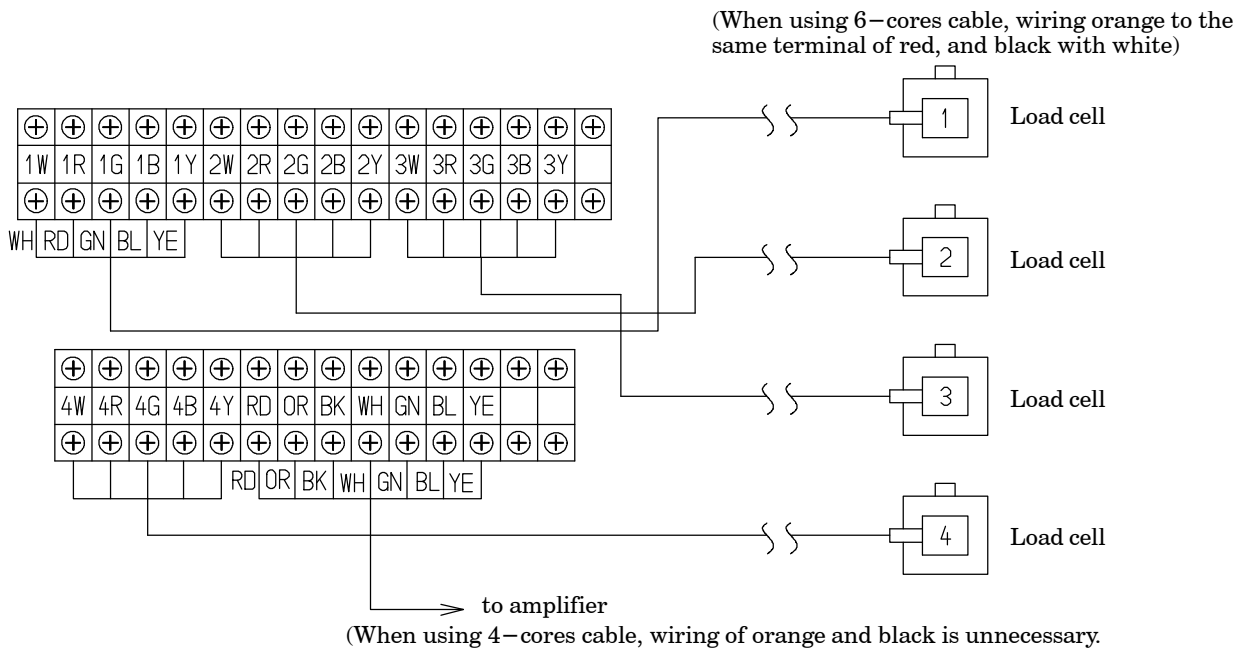 (When using 6−cores cable, wiring orange to the
same terminal of red, and black with white)
1 Load cell
1W 1R 1G 1B 1Y 2W 2R 2G 2B 2Y 3W 3R 3G 3B 3Y
WH RD GN BL YE
2 Load cell
4W 4R 4G 4B 4Y RD OR BK WH GN BL YE
3 Load cell
RD OR BK WH GN BL YE
4 Load cell
to amplifier
(When using 4−cores cable, wiring of orange and black is unnecessary.